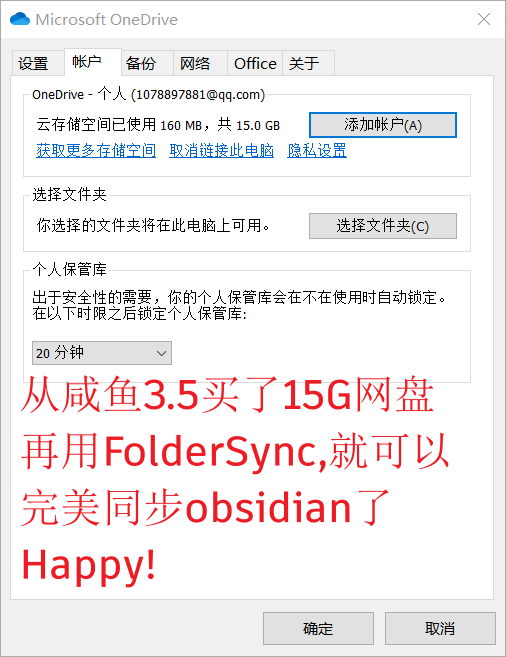 Microsoft OneDrive
设置 帐户 备份 网络 Office 关于
OneDrive - 个人 (1078897881@qq.com)
云存储空间已使用 160 MB，共 15.0 GB 添加帐户(A)
获取更多存储空间 取消链接此电脑 隐私设置
选择文件夹
你选择的文件夹将在此电脑上可用。 选择文件夹(C)
个人保管库
出于安全性的需要，你的个人保管库会在不在使用时自动锁定。
在以下时限之后锁定个人保管库:
20 分钟
从咸鱼3.5买了15G网盘
再用FolderSync,就可以
完美同步obsidian了
Happy!
确定 取消